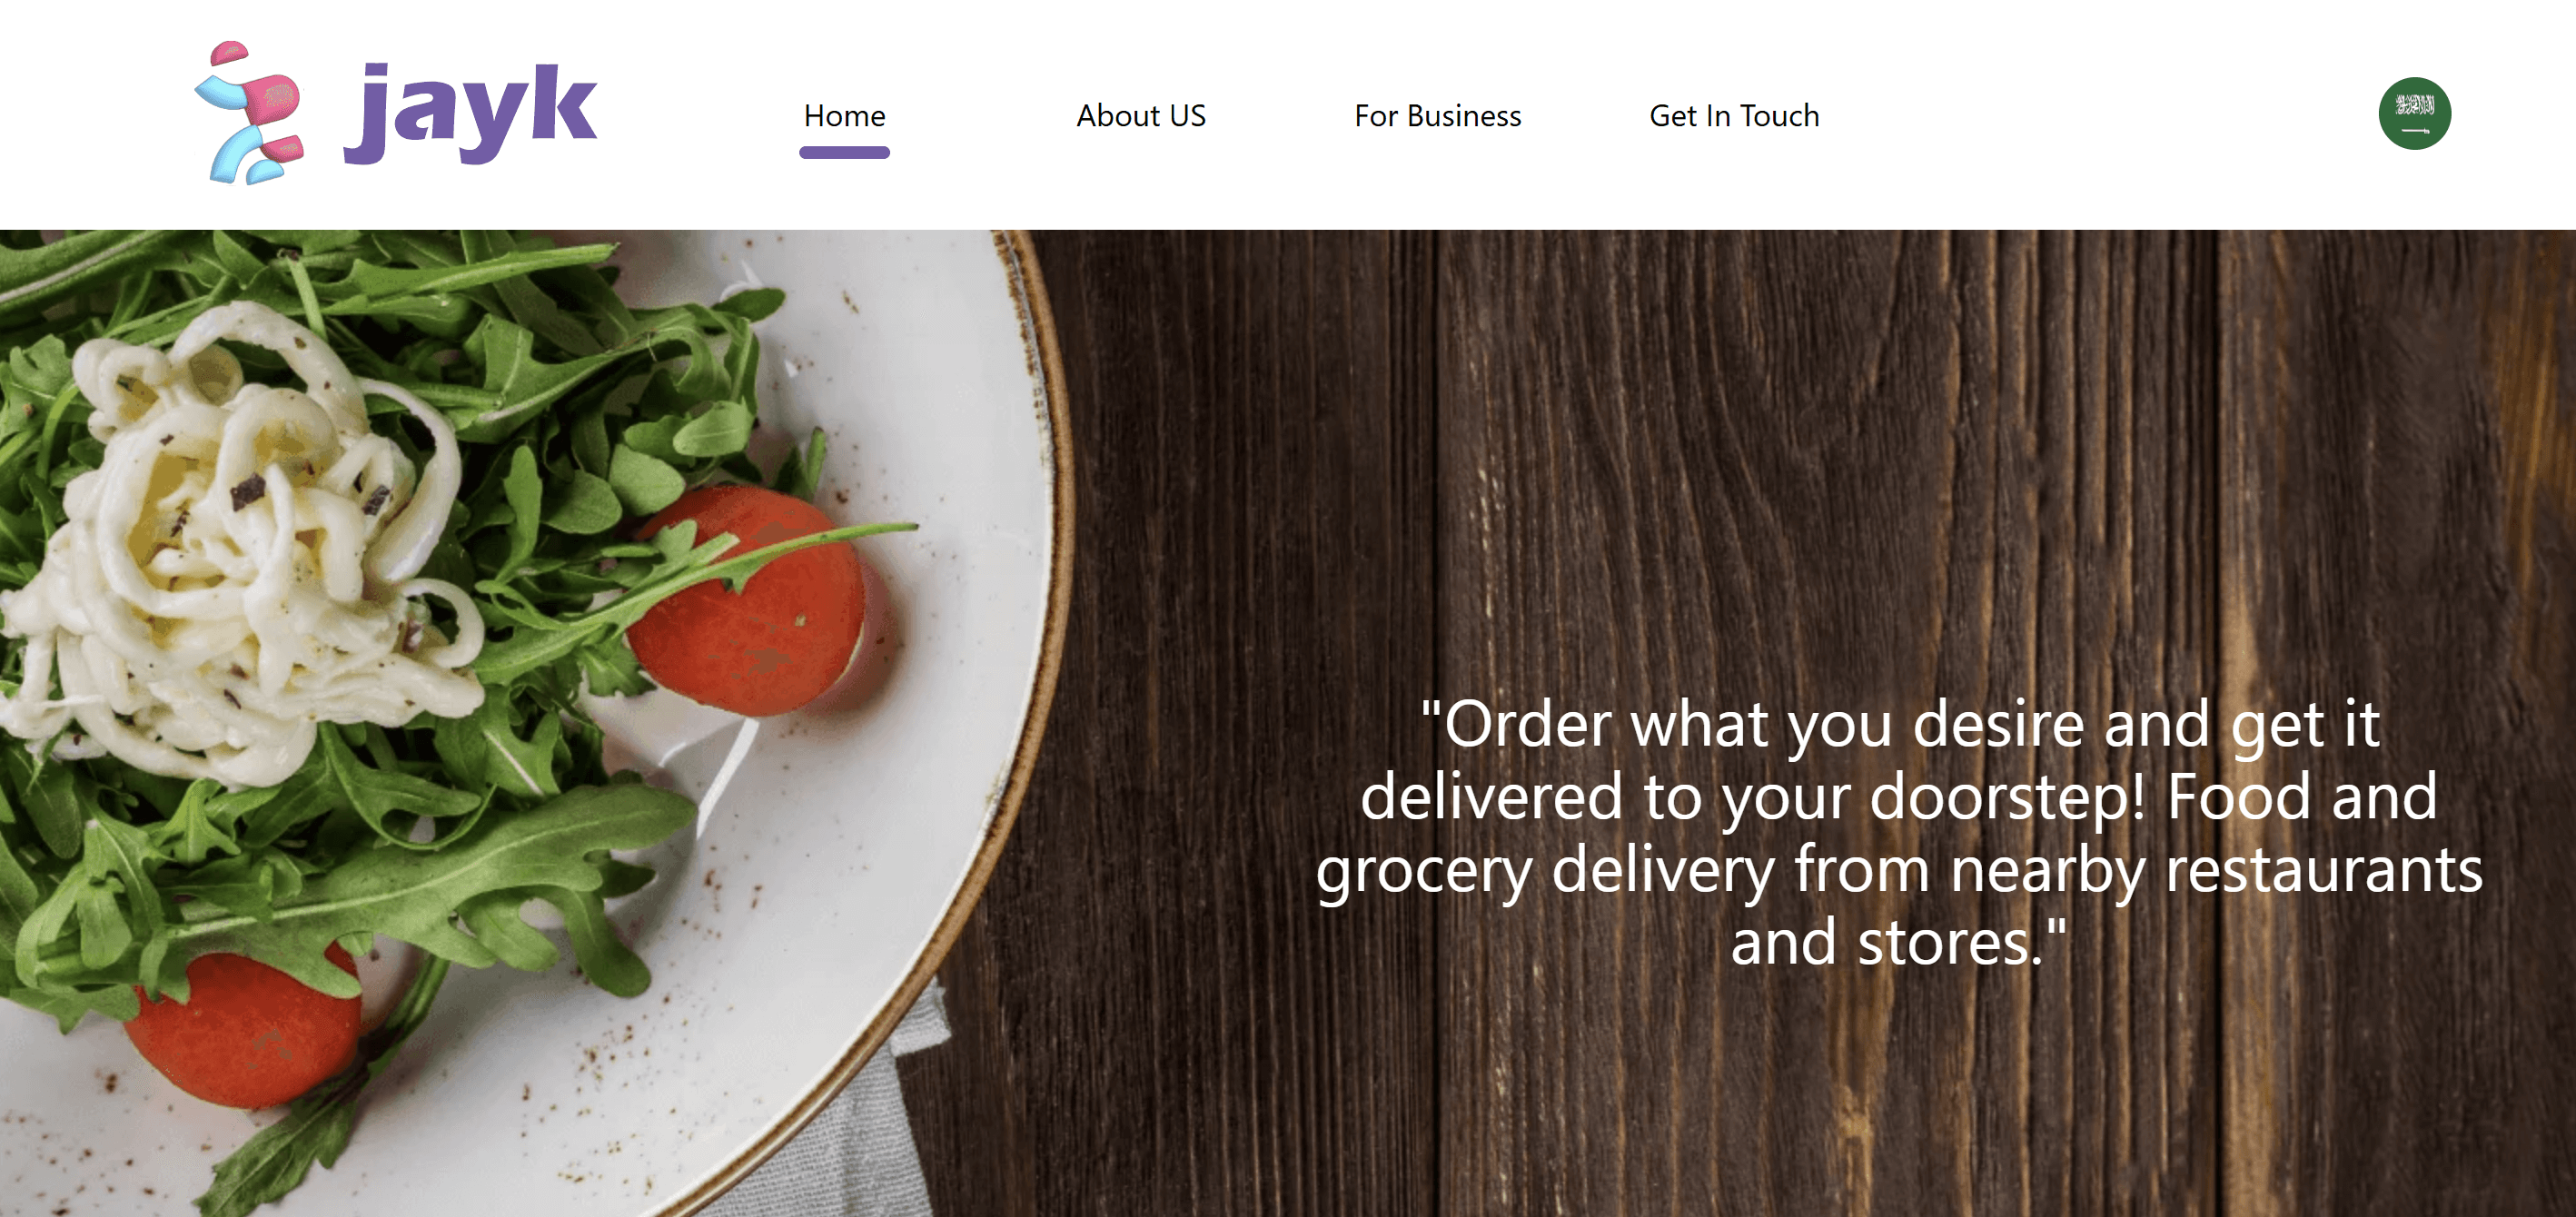 jayk
Home
About US
For Business
Get In Touch
"Order what you desire and get it
delivered to your doorstep! Food and
grocery delivery from nearby restaurants
and stores."